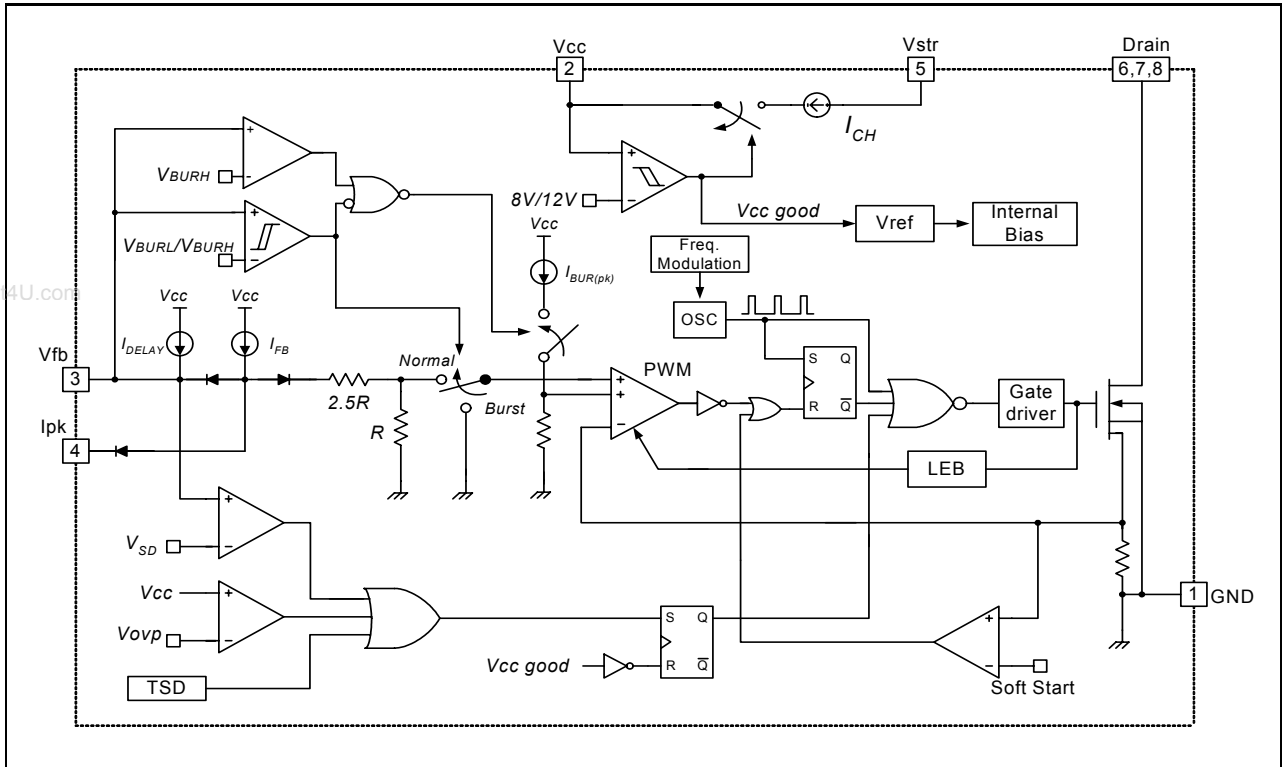 Vcc
2
Vstr
5
Drain
6,7,8
I_CH
V_BURH
+
-
8V/12V
+
-
V_BURL/V_BURH
+
-
Vcc good
Vref
Internal
Bias
Vcc
I_BUR(pk)
Freq.
Modulation
OSC
t4U.com
Vcc
Vcc
I_DELAY
I_FB
Vfb
3
Normal
Burst
2.5R
R
PWM
+
+
-
S Q
R Q̅
Gate
driver
Ipk
4
LEB
V_SD
+
-
Vcc
+
Vovp
-
TSD
S Q
R Q̅
Vcc good
+
-
Soft Start
1
GND